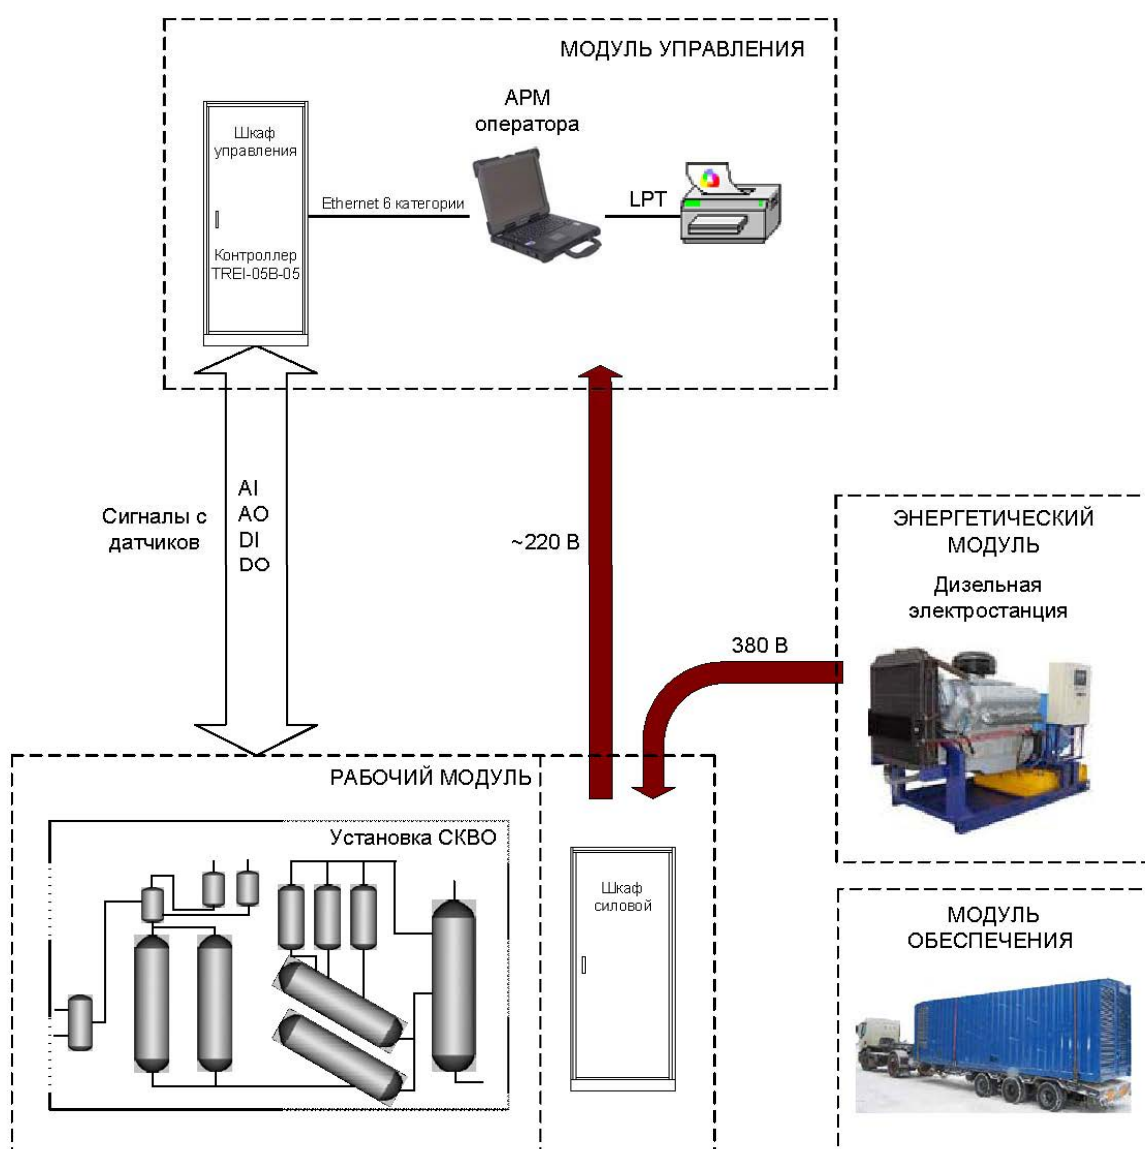 МОДУЛЬ УПРАВЛЕНИЯ
АРМ
оператора
Шкаф
управления
Ethernet 6 категории
LPT
Контроллер
TREI-05B-05
Сигналы с
датчиков
AI
AO
DI
DO
~220 В
380 В
ЭНЕРГЕТИЧЕСКИЙ
МОДУЛЬ
Дизельная
электростанция
РАБОЧИЙ МОДУЛЬ
Установка СКВО
Шкаф
силовой
МОДУЛЬ
ОБЕСПЕЧЕНИЯ